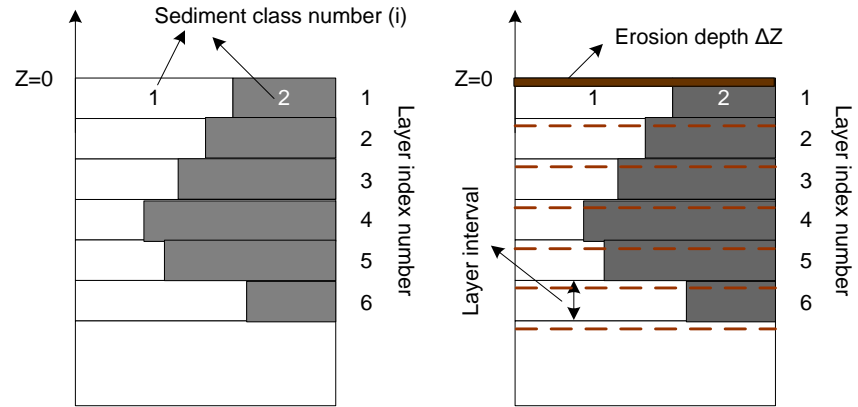 Sediment class number (i)
Z=0
1
2
1
2
3
4
5
6
Layer index number
Erosion depth ΔZ
Z=0
1
2
1
2
3
4
5
6
Layer interval
Layer index number